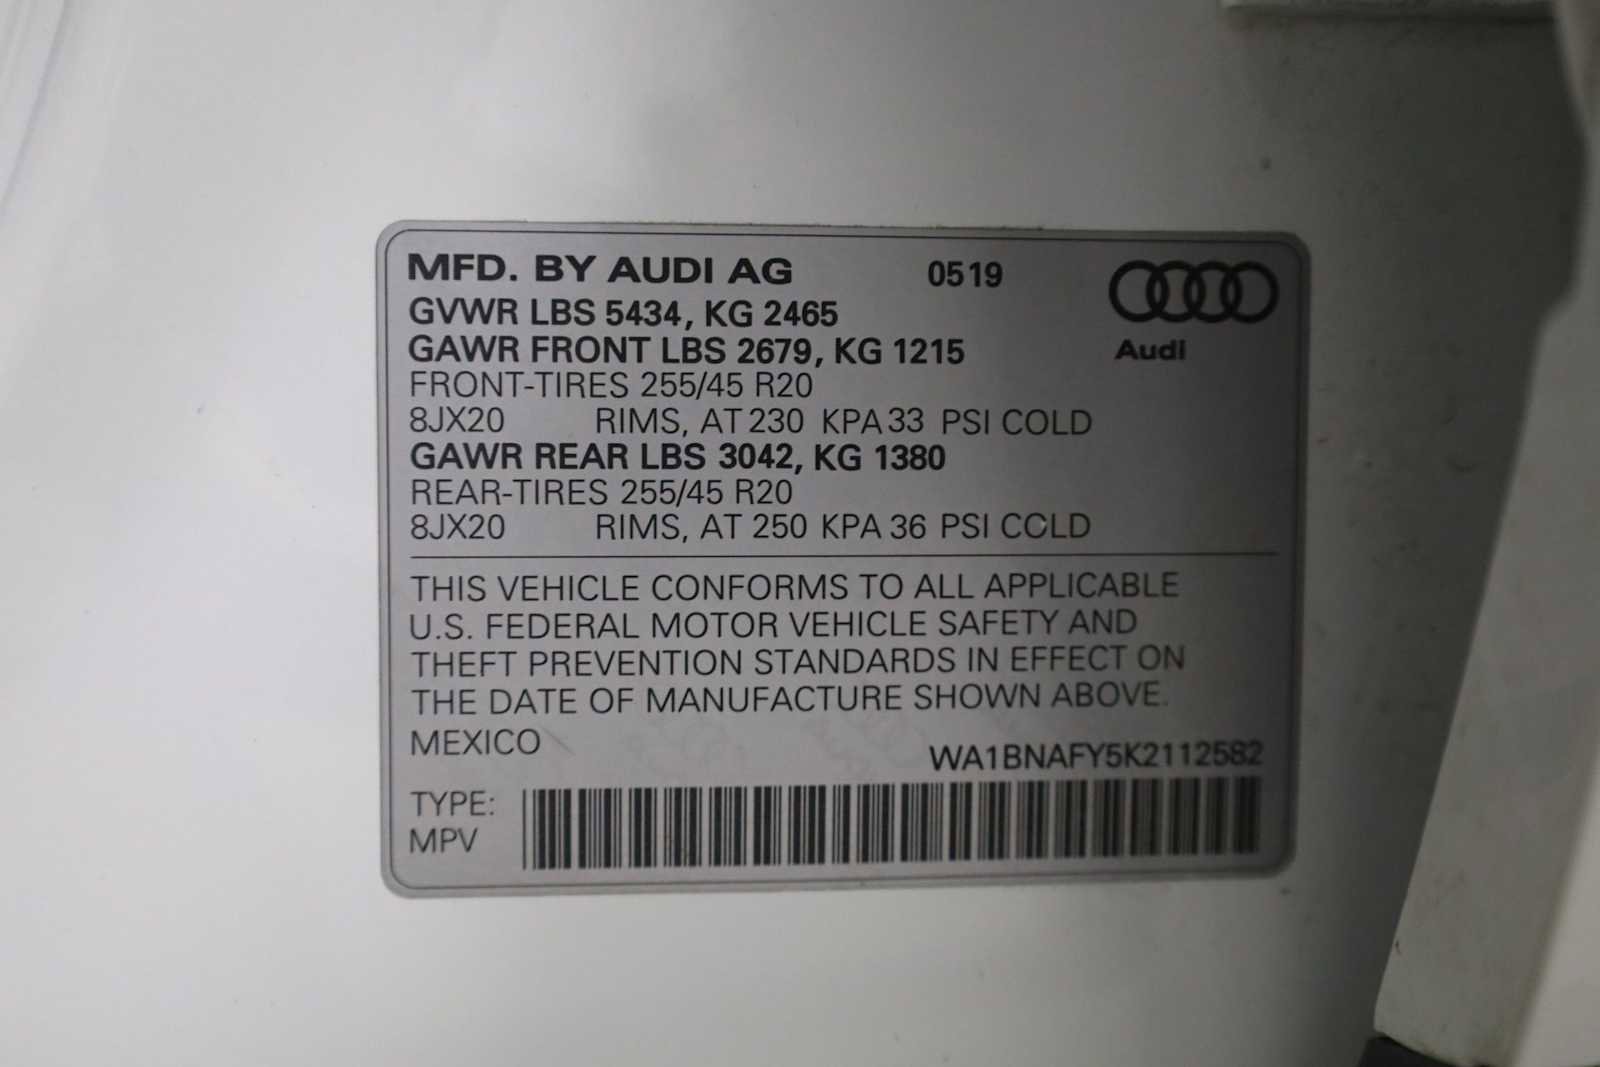 MFD. BY AUDI AG 0519
GVWR LBS 5434, KG 2465
GAWR FRONT LBS 2679, KG 1215
Audi
FRONT-TIRES 255/45 R20
8JX20 RIMS, AT 230 KPA 33 PSI COLD
GAWR REAR LBS 3042, KG 1380
REAR-TIRES 255/45 R20
8JX20 RIMS, AT 250 KPA 36 PSI COLD
THIS VEHICLE CONFORMS TO ALL APPLICABLE
U.S. FEDERAL MOTOR VEHICLE SAFETY AND
THEFT PREVENTION STANDARDS IN EFFECT ON
THE DATE OF MANUFACTURE SHOWN ABOVE.
MEXICO WA1BNAFY5K2112582
TYPE:
MPV